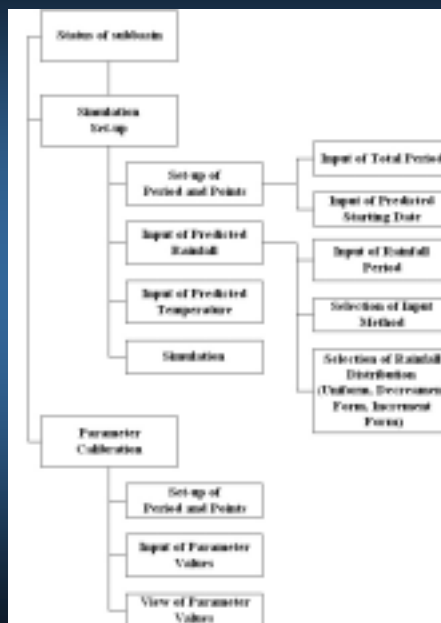 Status of subbasin
Simulation
Set-up
Set-up of
Period and Points
Input of Total Period
Input of Predicted
Starting Date
Input of Predicted
Rainfall
Input of Rainfall
Period
Selection of Input
Method
Selection of Rainfall
Distribution
(Uniform, Decreament
Form, Increment
Form)
Input of Predicted
Temperature
Simulation
Parameter
Calibration
Set-up of
Period and Points
Input of Parameter
Values
View of Parameter
Values